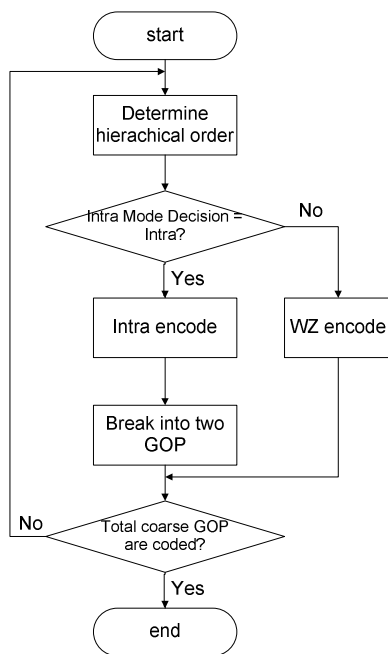 start
Determine
hierachical order
Intra Mode Decision =
Intra?
No
Yes
Intra encode
WZ encode
Break into two
GOP
No
Total coarse GOP
are coded?
Yes
end